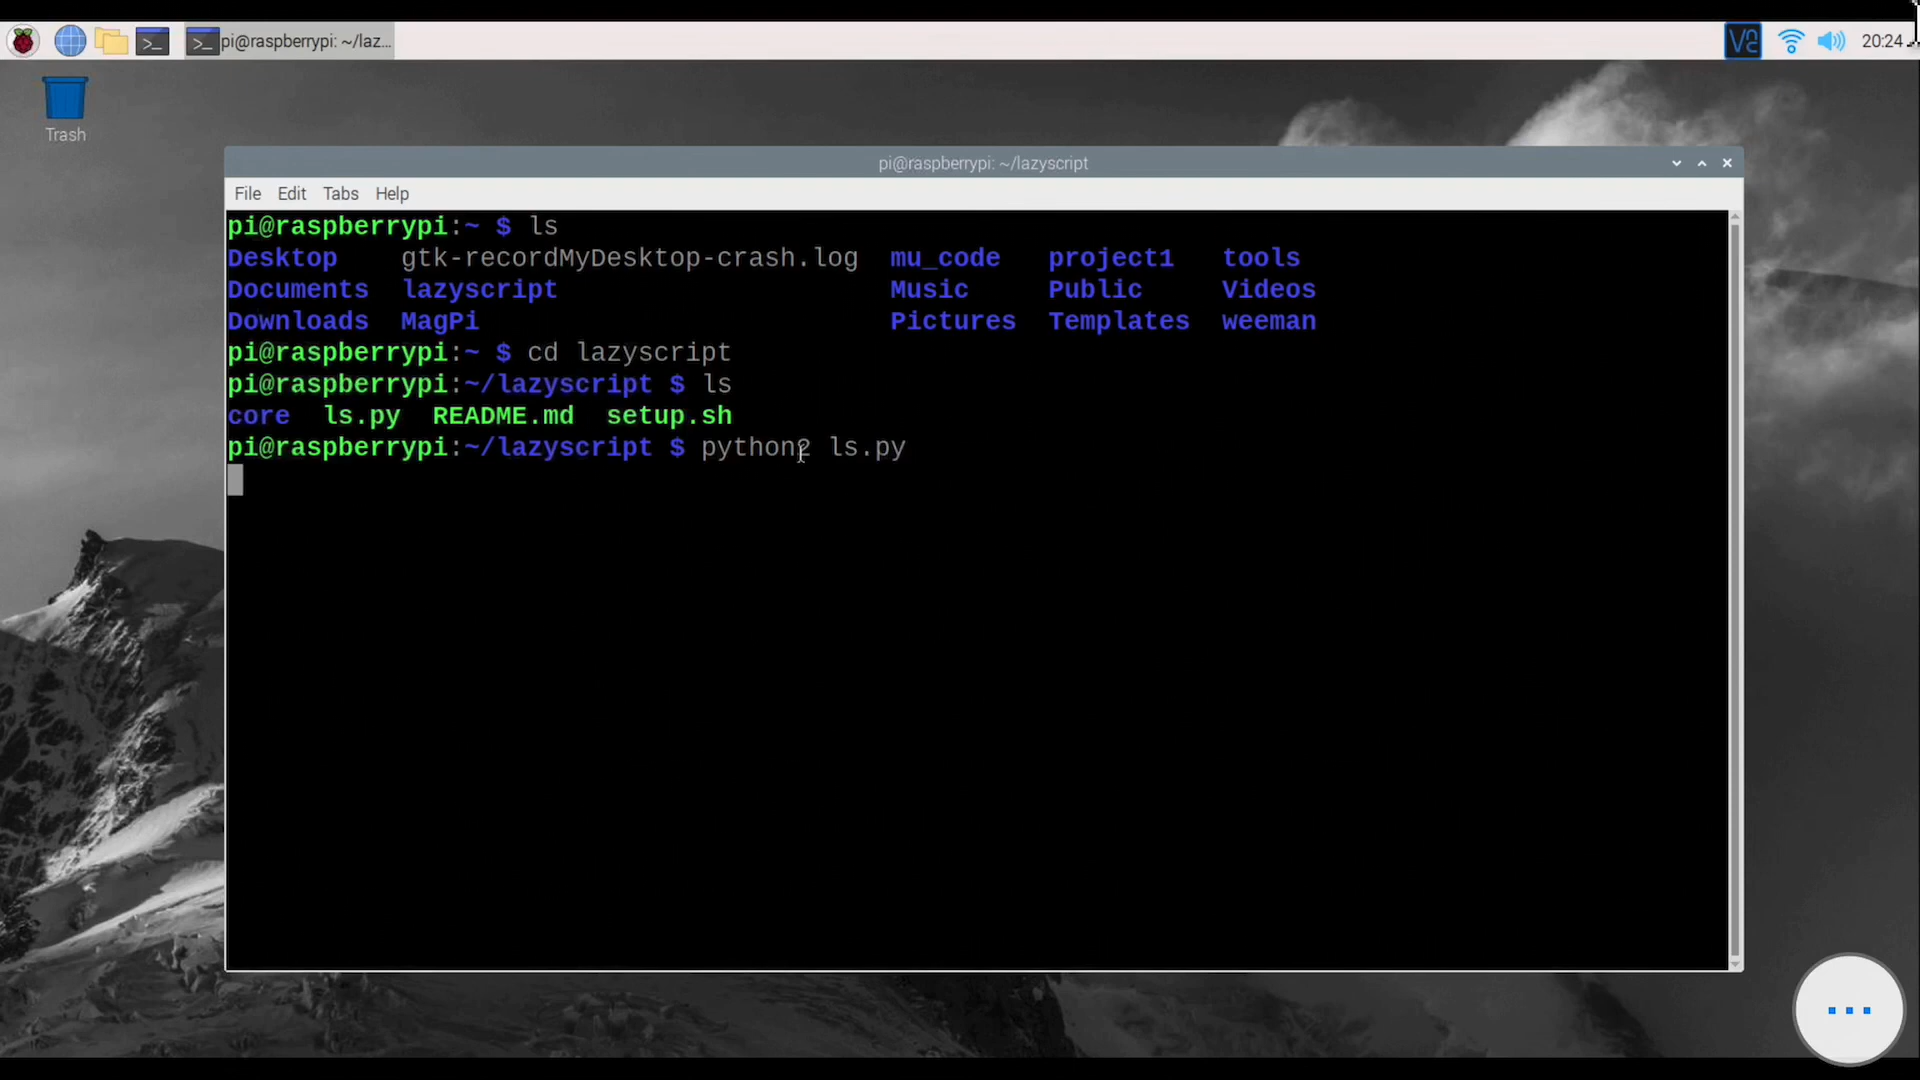 pi@raspberrypi: ~/laz...
20:24
Trash
pi@raspberrypi: ~/lazyscript
File Edit Tabs Help
pi@raspberrypi:~ $ ls
Desktop gtk-recordMyDesktop-crash.log mu_code project1 tools
Documents lazyscript Music Public Videos
Downloads MagPi Pictures Templates weeman
pi@raspberrypi:~ $ cd lazyscript
pi@raspberrypi:~/lazyscript $ ls
core ls.py README.md setup.sh
pi@raspberrypi:~/lazyscript $ python2 ls.py